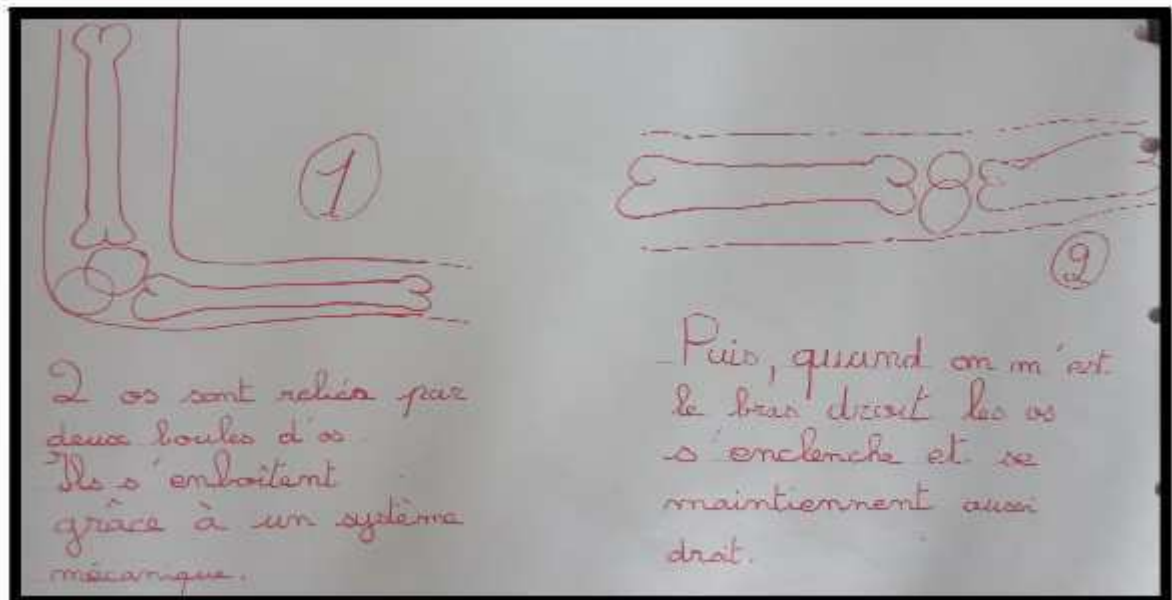 1
2 os sont reliés par
deux boules d'os.
Ils s'emboîtent
grâce à un système
mécanique.
2
Puis, quand on m'est
le bras droit les os
s'enclenche et se
maintiennent aussi
droit.